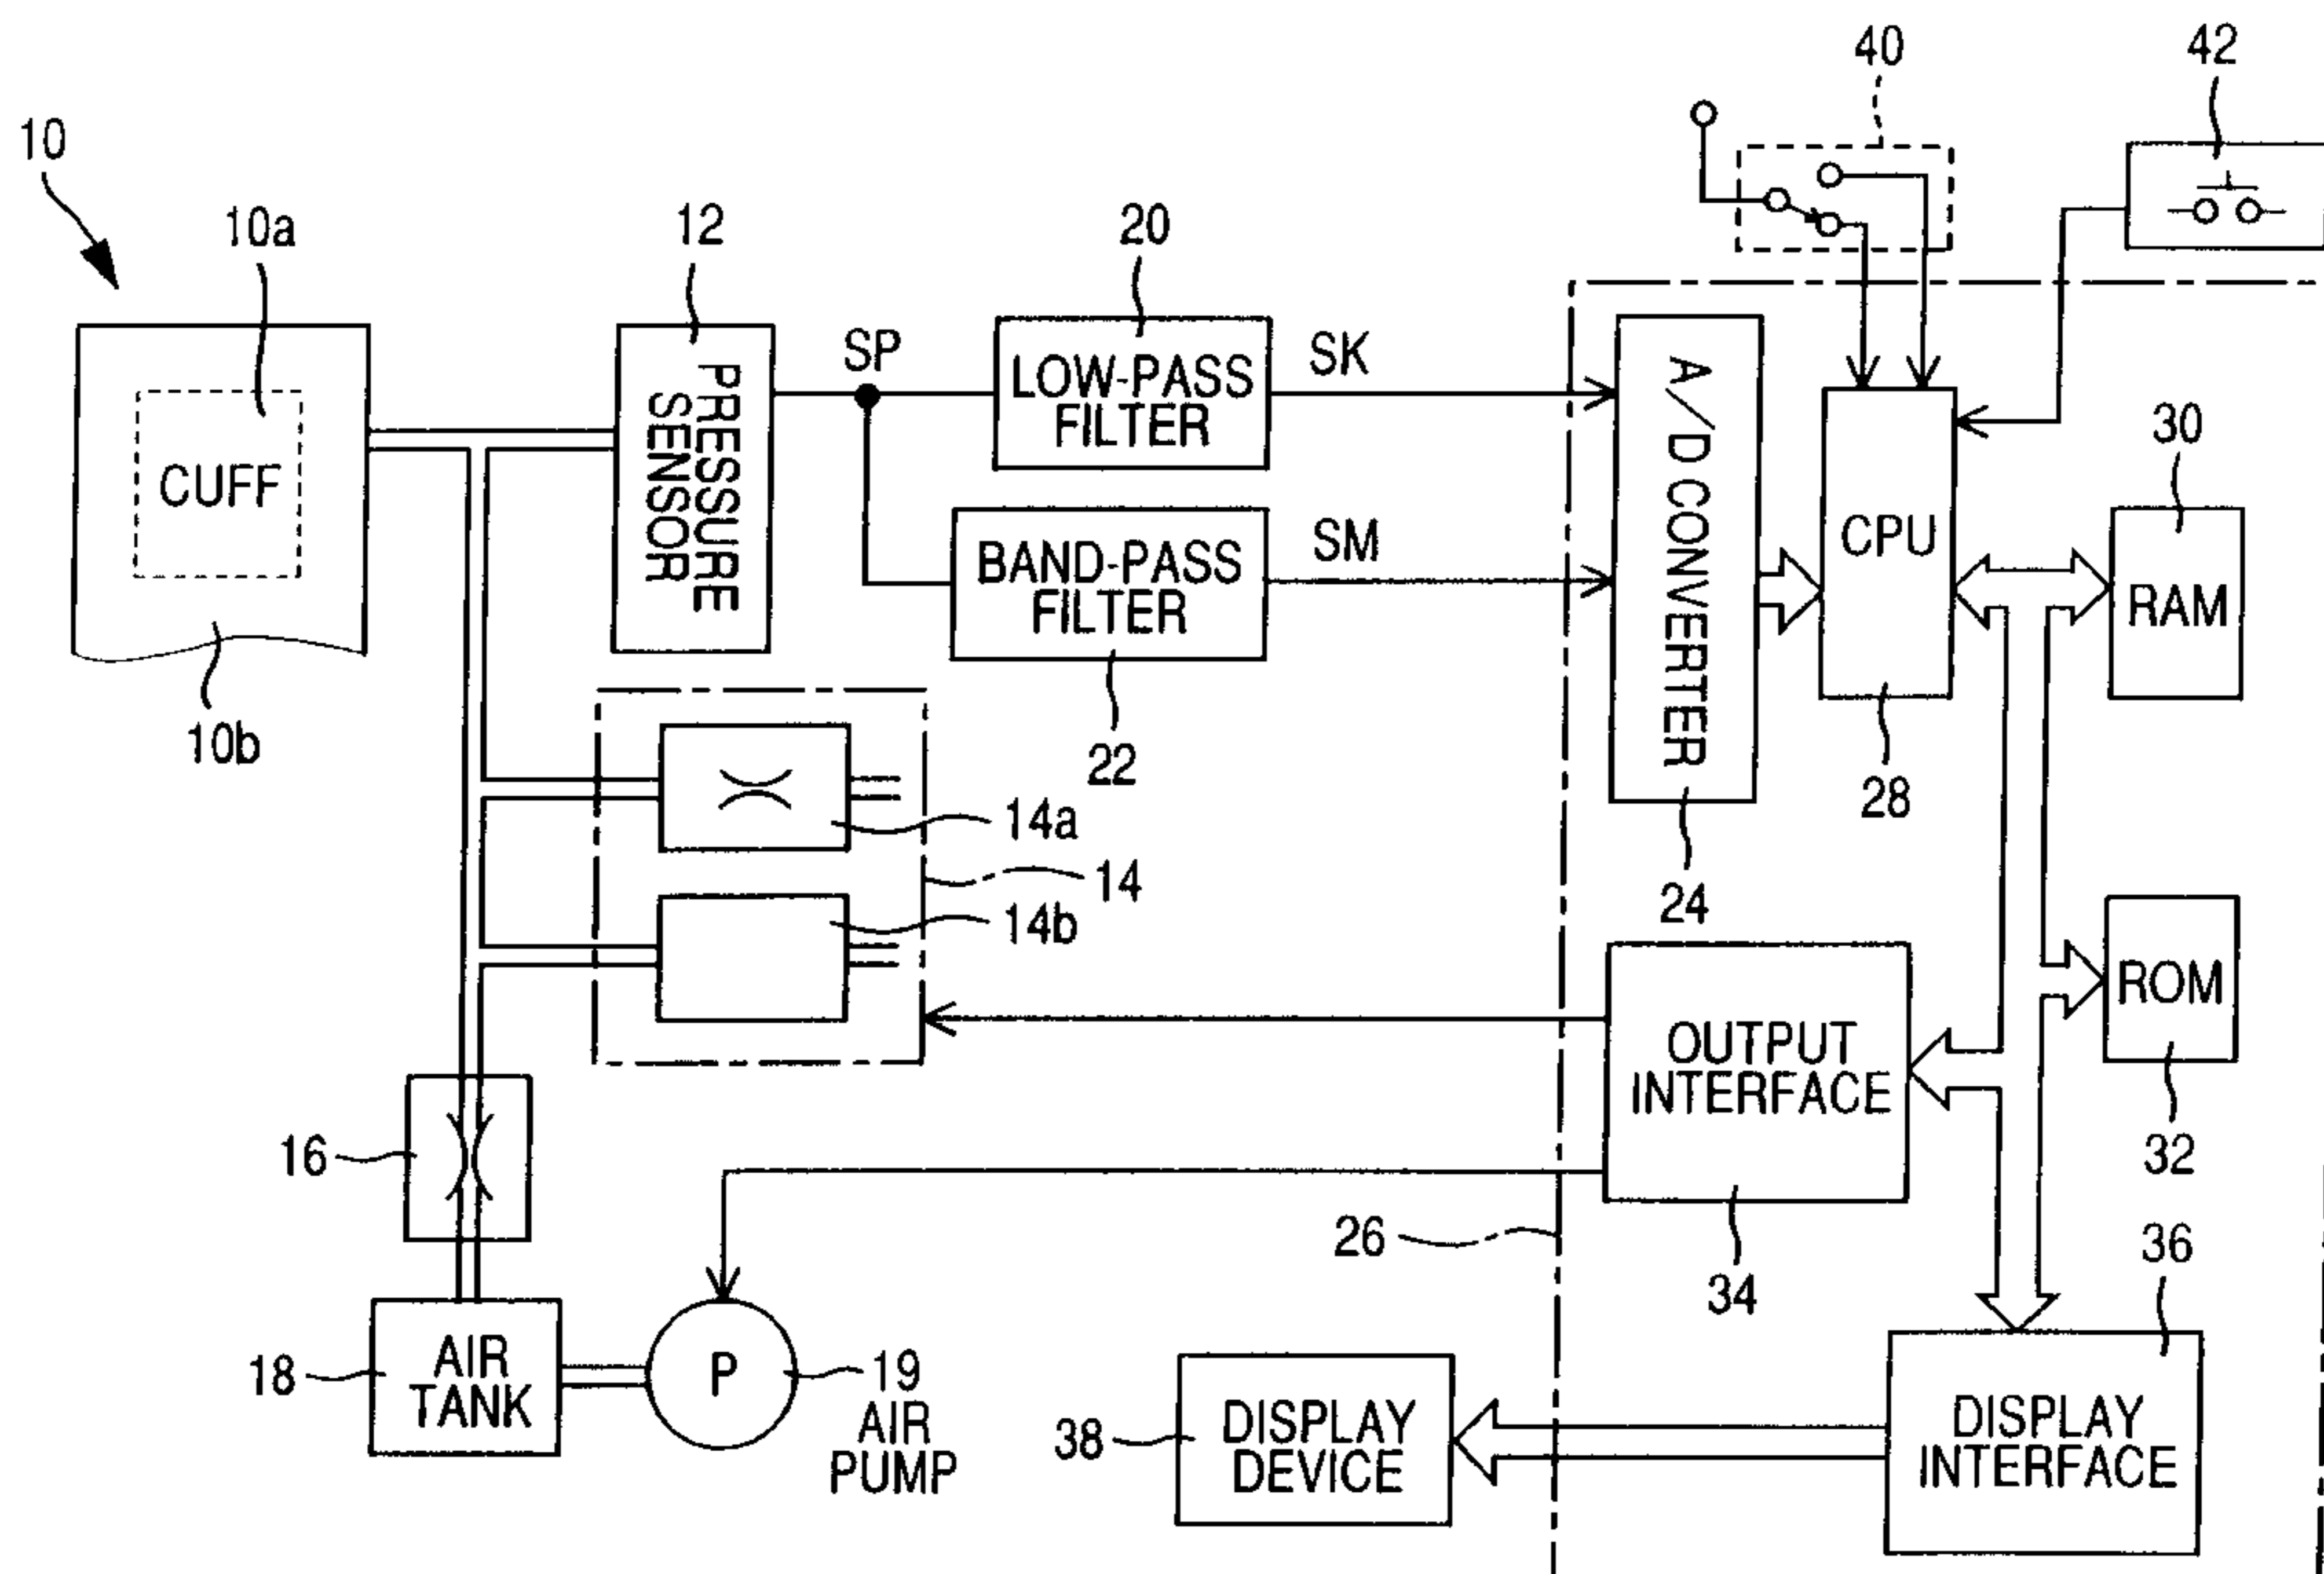 40
42
10
10a
12
20
SP
SK
LOW-PASS
FILTER
PRESSURE
SENSOR
CUFF
A/D CONVERTER
CPU
30
RAM
SM
BAND-PASS
FILTER
10b
22
28
14a
14
14b
24
ROM
OUTPUT
INTERFACE
32
16
26
34
36
18
AIR
TANK
P
19
AIR
PUMP
38
DISPLAY
DEVICE
DISPLAY
INTERFACE